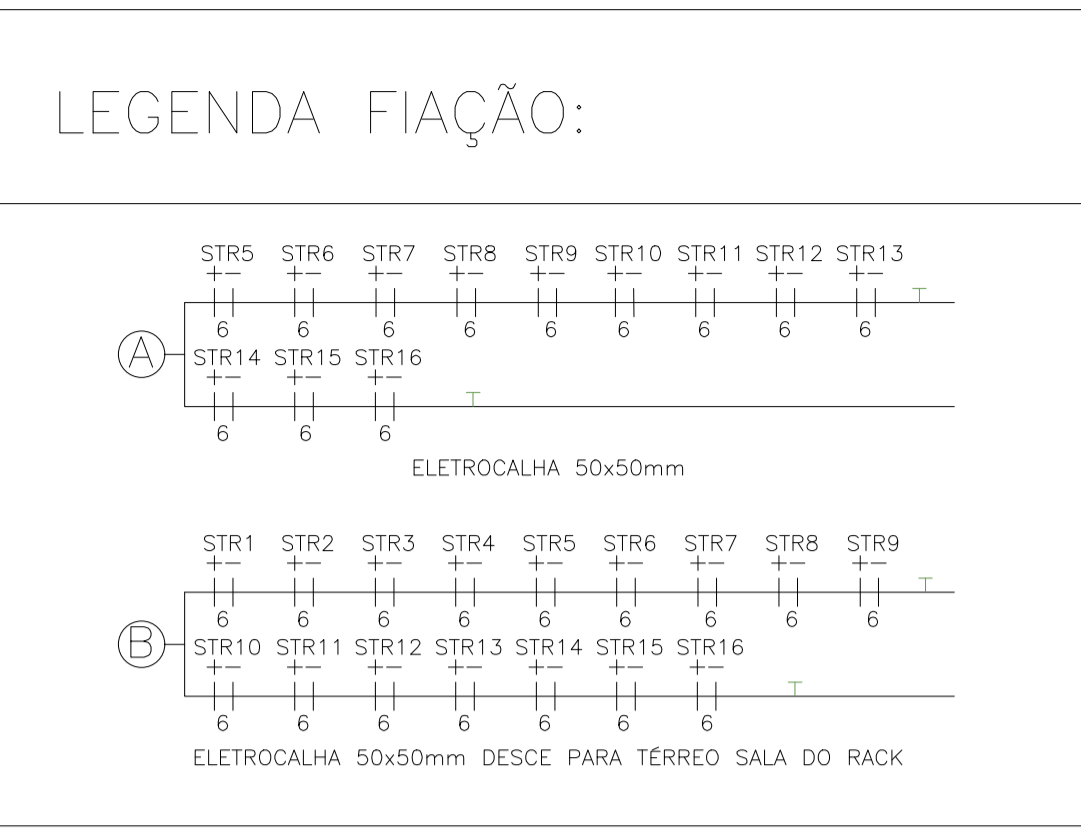 LEGENDA FIAÇÃO:
STR5 STR6 STR7 STR8 STR9 STR10 STR11 STR12 STR13
+- +- +- +- +- +- +- +- +-
6 6 6 6 6 6 6 6 6
A
STR14 STR15 STR16
+- +- +-
6 6 6
ELETROCALHA 50x50mm
STR1 STR2 STR3 STR4 STR5 STR6 STR7 STR8 STR9
+- +- +- +- +- +- +- +- +-
6 6 6 6 6 6 6 6 6
B
STR10 STR11 STR12 STR13 STR14 STR15 STR16
+- +- +- +- +- +- +-
6 6 6 6 6 6 6
ELETROCALHA 50x50mm DESCE PARA TÉRREO SALA DO RACK